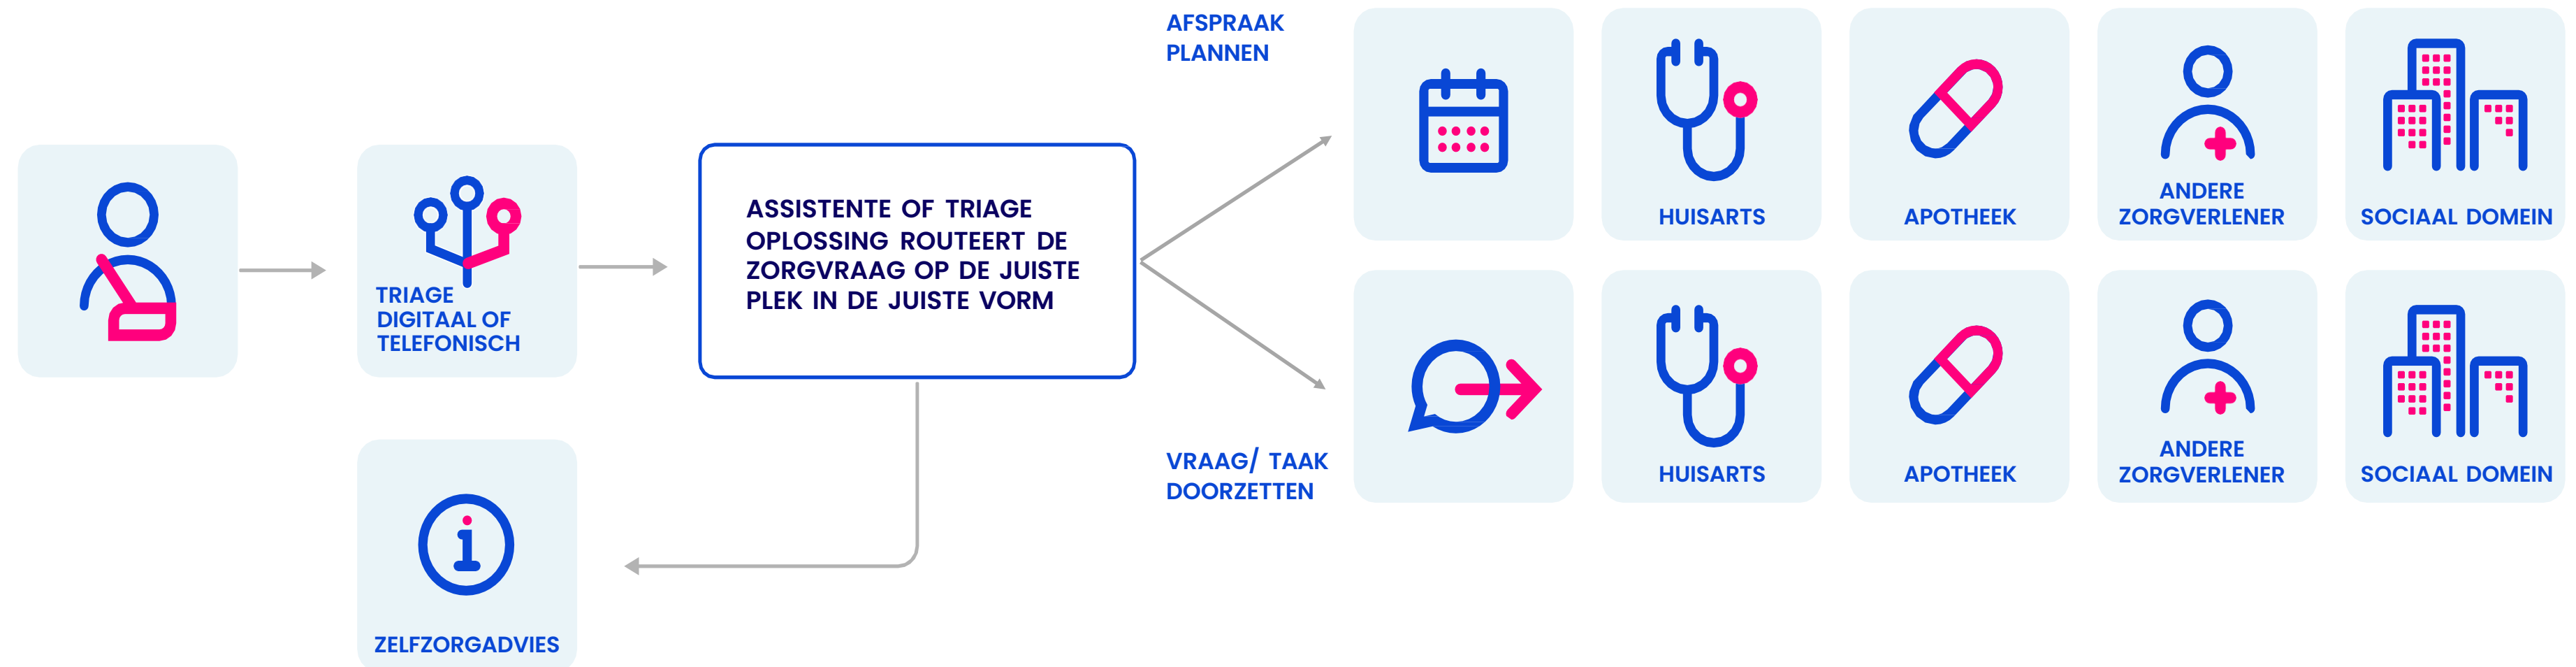 AFSPRAAK
PLANNEN
TRIAGE
DIGITAAL OF
TELEFONISCH
ASSISTENTE OF TRIAGE
OPLOSSING ROUTEERT DE
ZORGVRAAG OP DE JUISTE
PLEK IN DE JUISTE VORM
HUISARTS
APOTHEEK
ANDERE
ZORGVERLENER
SOCIAAL DOMEIN
VRAAG/ TAAK
DOORZETTEN
HUISARTS
APOTHEEK
ANDERE
ZORGVERLENER
SOCIAAL DOMEIN
ZELFZORGADVIES